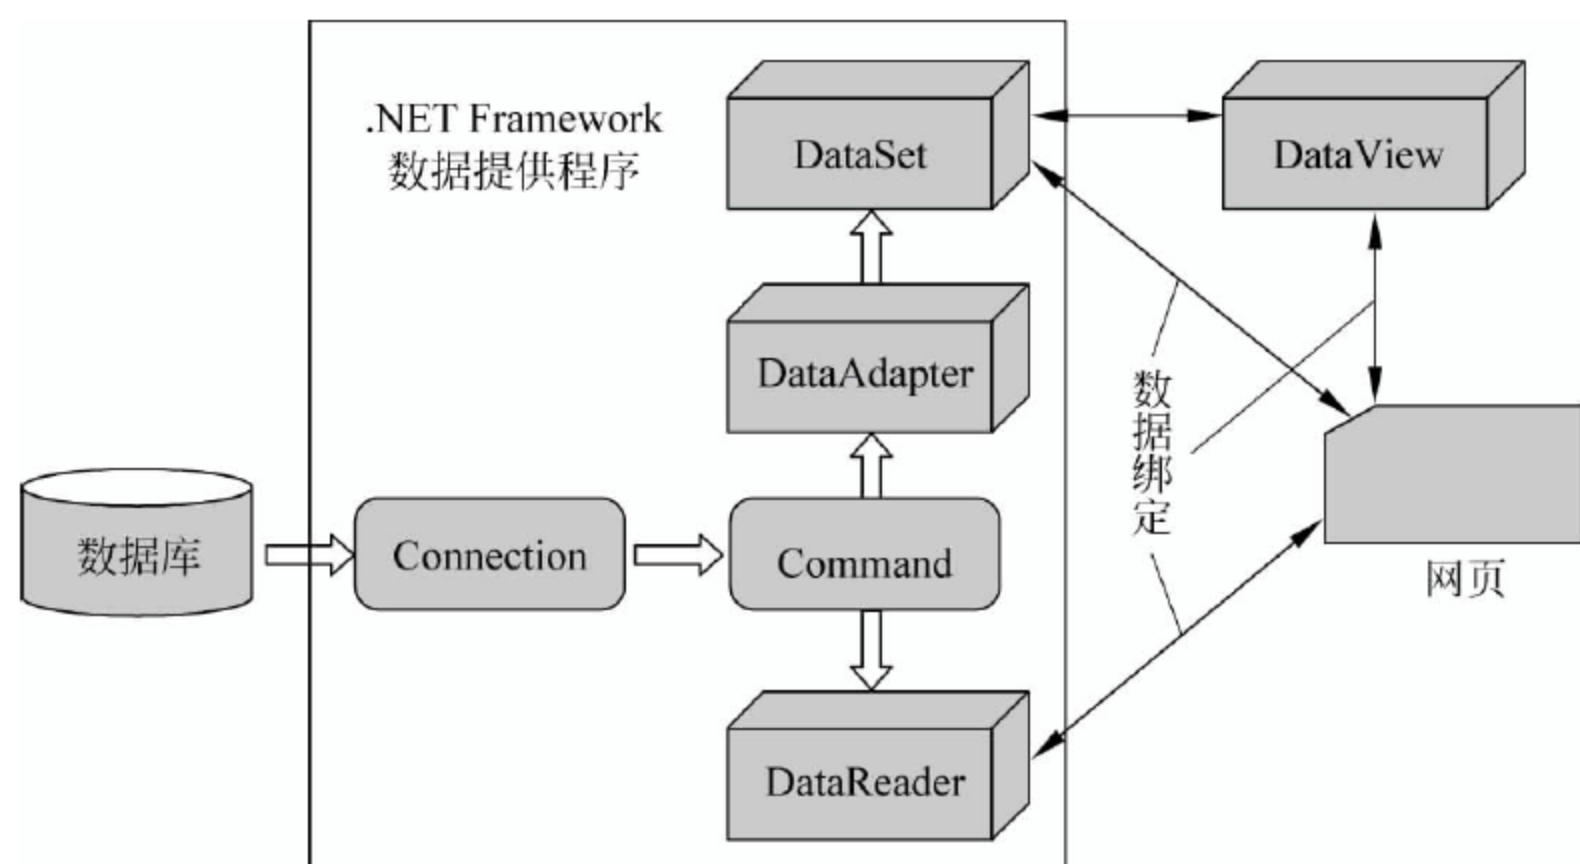 .NET Framework
数据提供程序
DataSet
DataView
DataAdapter
数据绑定
数据库
Connection
Command
网页
DataReader